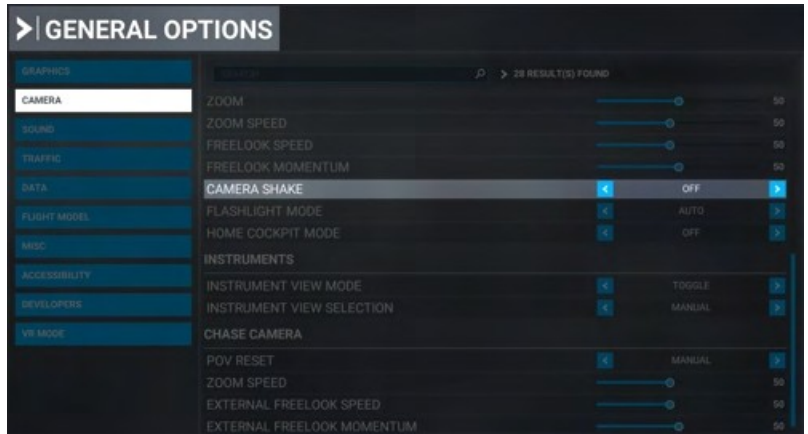 > GENERAL OPTIONS
GRAPHICS
CAMERA
SOUND
TRAFFIC
DATA
FLIGHT MODEL
MISC
ACCESSIBILITY
DEVELOPERS
VR MODE
SEARCH
> 28 RESULT(S) FOUND
ZOOM 50
ZOOM SPEED 50
FREELOOK SPEED 50
FREELOOK MOMENTUM 50
CAMERA SHAKE < OFF >
FLASHLIGHT MODE < AUTO >
HOME COCKPIT MODE < OFF >
INSTRUMENTS
INSTRUMENT VIEW MODE < TOGGLE >
INSTRUMENT VIEW SELECTION < MANUAL >
CHASE CAMERA
POV RESET < MANUAL >
ZOOM SPEED 50
EXTERNAL FREELOOK SPEED 50
EXTERNAL FREELOOK MOMENTUM 50